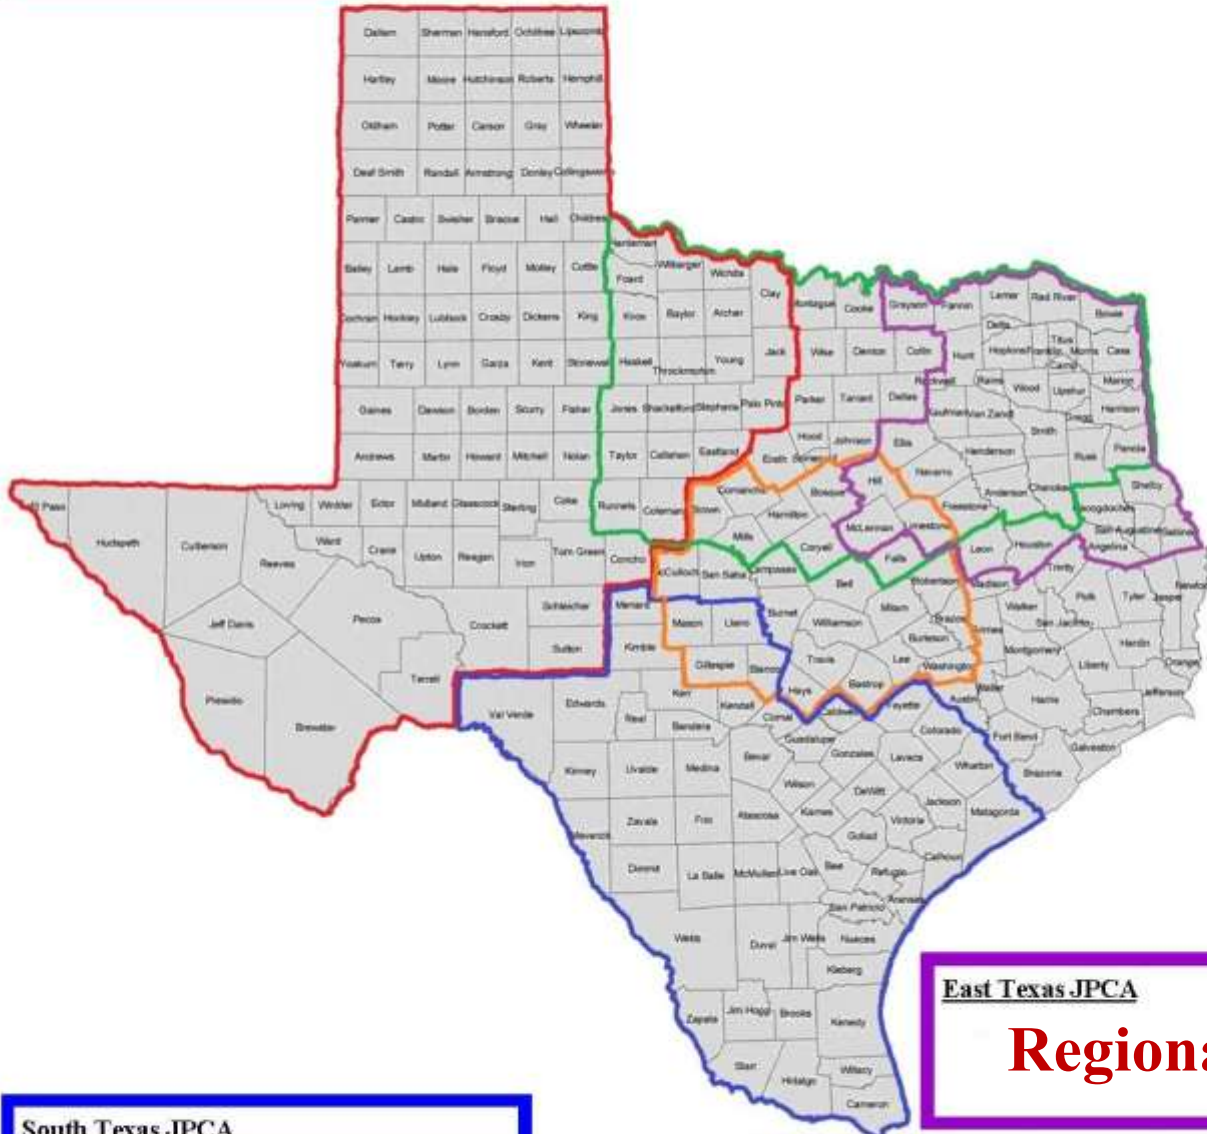 Dallam Sherman Hansford Ochiltree Lipscomb
Hartley Moore Hutchinson Roberts Hemphill
Oldham Potter Carson Gray Wheeler
Deaf Smith Randall Armstrong Donley Collingsworth
Parmer Castro Swisher Briscoe Hall Childress
Hardeman
Bailey Lamb Hale Floyd Motley Cottle Foard Wilbarger Wichita
Clay Montague Cooke Grayson Fannin Lamar Red River Bowie
Cochran Hockley Lubbock Crosby Dickens King Knox Baylor Archer
Delta Titus
Yoakum Terry Lynn Garza Kent Stonewall Haskell Throckmorton Young Jack Wise Denton Collin Hunt Hopkins Franklin Morris Cass
Camp
Rockwall Rains Wood Upshur Marion
Gaines Dawson Borden Scurry Fisher Jones Shackelford Stephens Palo Pinto Parker Tarrant Dallas Kaufman Van Zandt Gregg Harrison
Smith
Andrews Martin Howard Mitchell Nolan Taylor Callahan Eastland Erath Hood Somervell Johnson Ellis Henderson Rusk Panola
El Paso Loving Winkler Ector Midland Glasscock Sterling Coke Runnels Coleman Brown Comanche Bosque Hill Navarro Freestone Anderson Cherokee Shelby
Nacogdoches
Hudspeth Culberson Reeves Ward Crane Upton Reagan Irion Tom Green Concho Mills Hamilton McLennan Limestone San Augustine Sabine
McCulloch San Saba Lampasas Coryell Falls Leon Houston Angelina
Bell Robertson Madison Trinity
Jeff Davis Pecos Crockett Schleicher Menard Mason Llano Burnet Williamson Milam Brazos Grimes Walker San Jacinto Polk Tyler Jasper Newton
Sutton Kimble Gillespie Blanco Travis Lee Burleson Washington Montgomery Liberty Hardin Orange
Presidio Brewster Terrell Val Verde Edwards Real Kerr Kendall Hays Bastrop Austin Waller Harris Chambers Jefferson
Bandera Comal Caldwell Fayette Colorado Fort Bend Galveston
Kinney Uvalde Medina Bexar Guadalupe Gonzales Lavaca Wharton Brazoria
Wilson DeWitt Jackson Matagorda
Maverick Zavala Frio Atascosa Karnes Goliad Victoria Calhoun
Dimmit La Salle McMullen Live Oak Bee Refugio Aransas
San Patricio
Webb Duval Jim Wells Nueces
Kleberg
Zapata Jim Hogg Brooks Kenedy
Starr Hidalgo Willacy
Cameron
East Texas JPCA
Regiona
South Texas JPCA